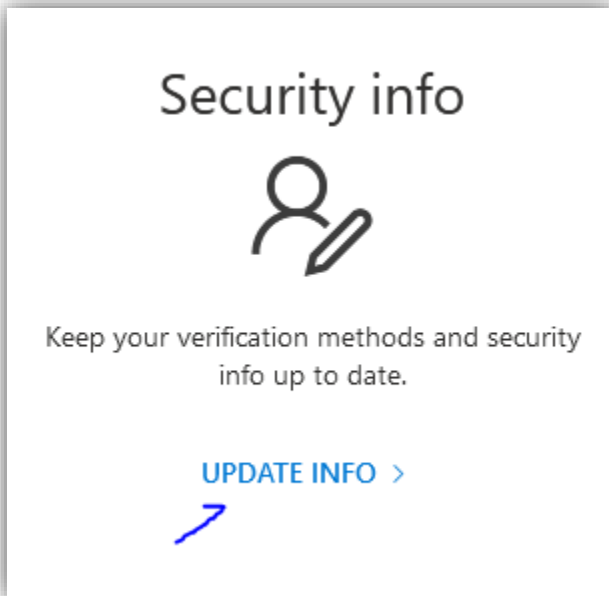 Security info
Keep your verification methods and security
info up to date.
UPDATE INFO >